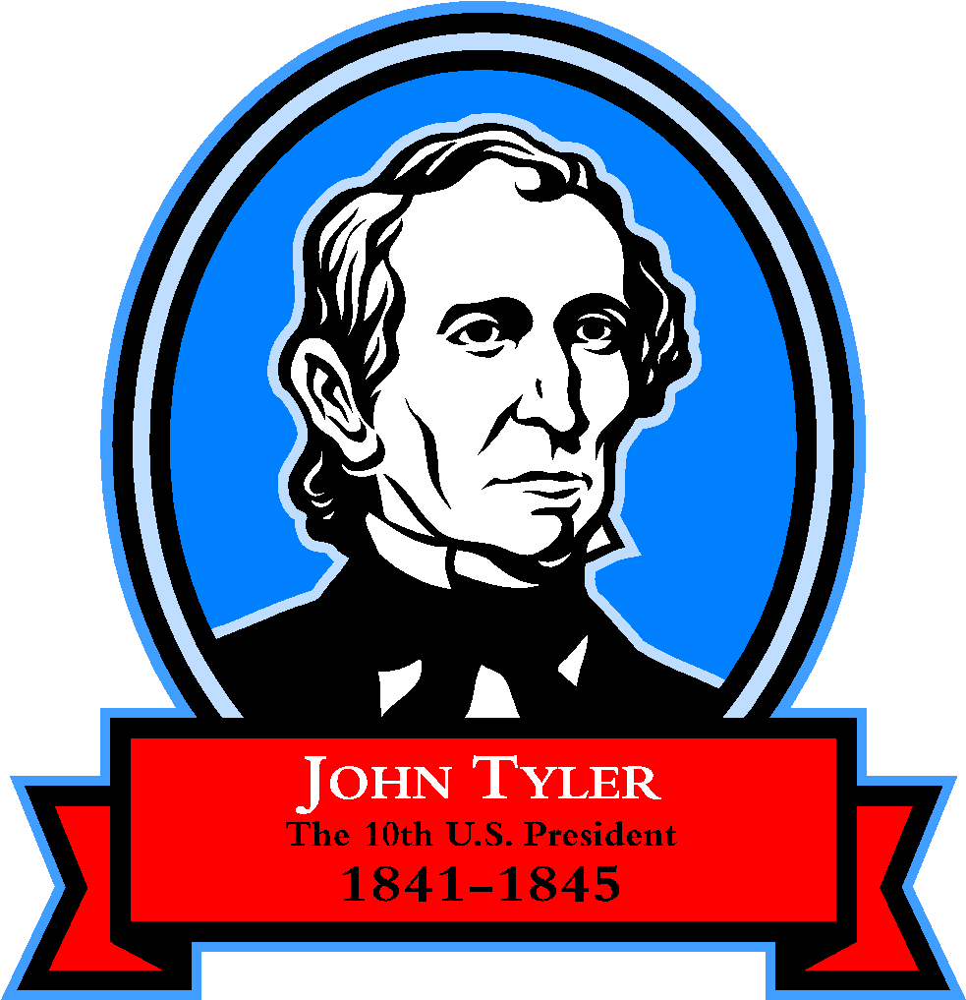 John Tyler
The 10th U.S. President
1841–1845